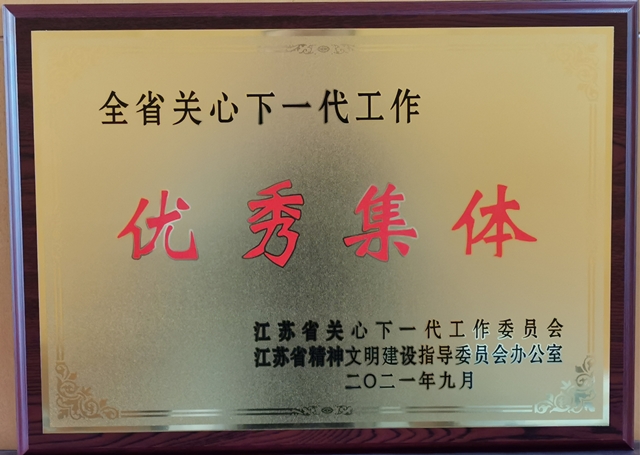 全省关心下一代工作
优秀集体
江苏省关心下一代工作委员会
江苏省精神文明建设指导委员会办公室
二〇二一年九月